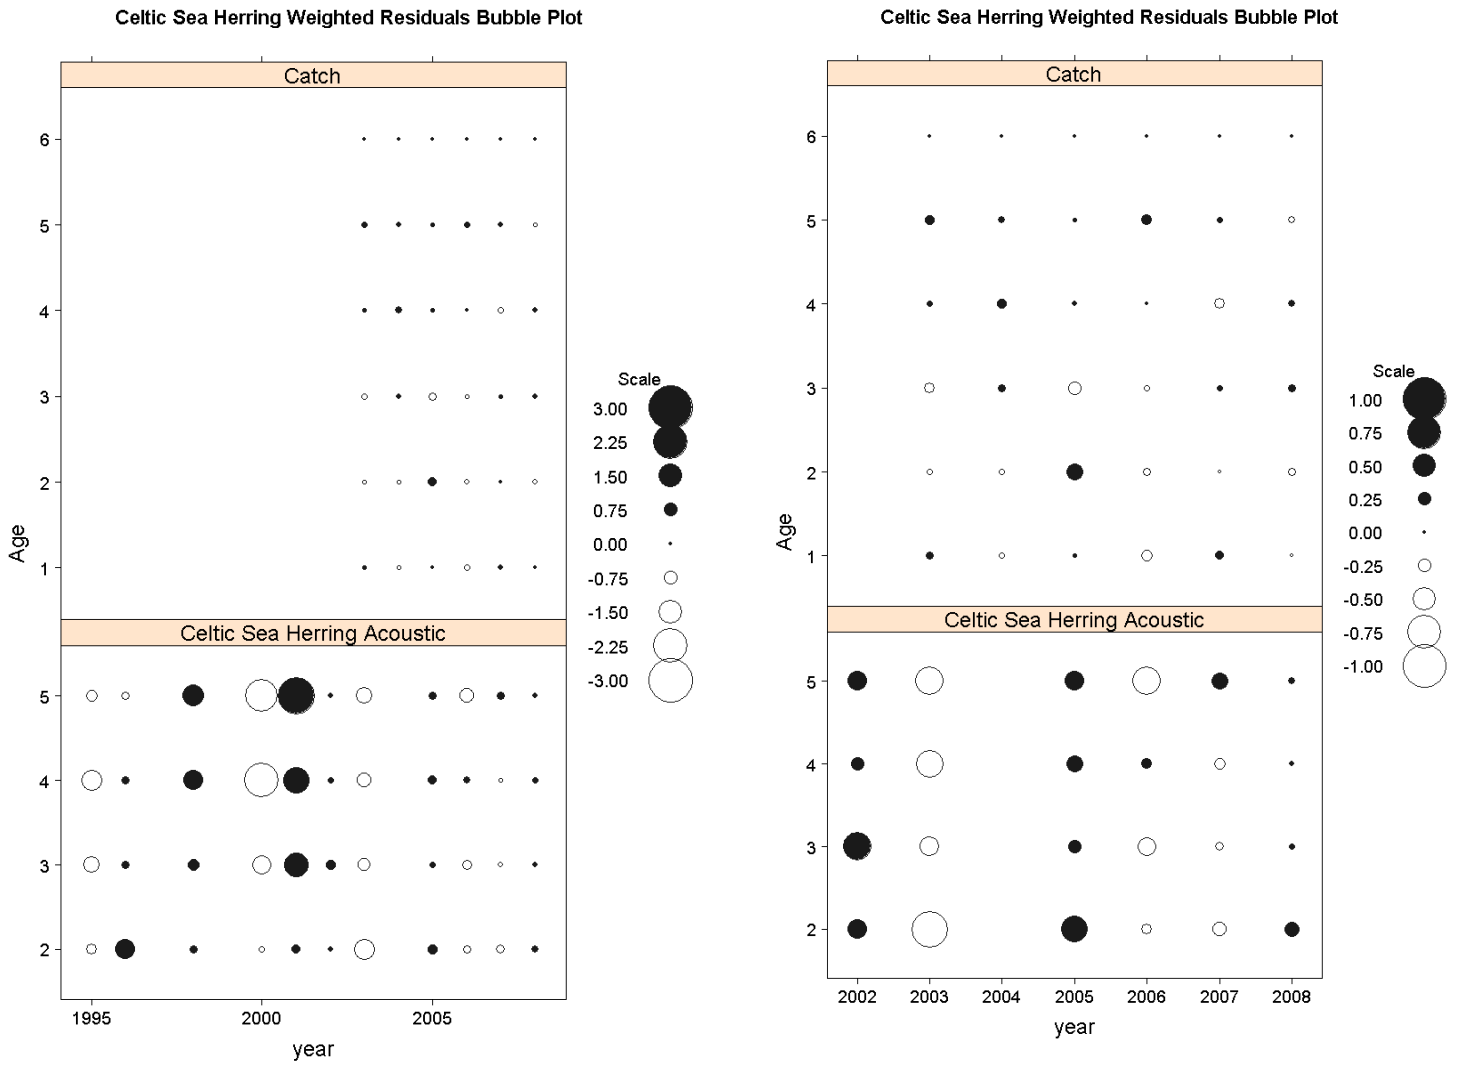 Celtic Sea Herring Weighted Residuals Bubble Plot
Catch
6
5
4
3
2
1
Age
Celtic Sea Herring Acoustic
5
4
3
2
1995 2000 2005
year
Scale
3.00
2.25
1.50
0.75
0.00
-0.75
-1.50
-2.25
-3.00
Celtic Sea Herring Weighted Residuals Bubble Plot
Catch
6
5
4
3
2
1
Age
Celtic Sea Herring Acoustic
5
4
3
2
2002 2003 2004 2005 2006 2007 2008
year
Scale
1.00
0.75
0.50
0.25
0.00
-0.25
-0.50
-0.75
-1.00